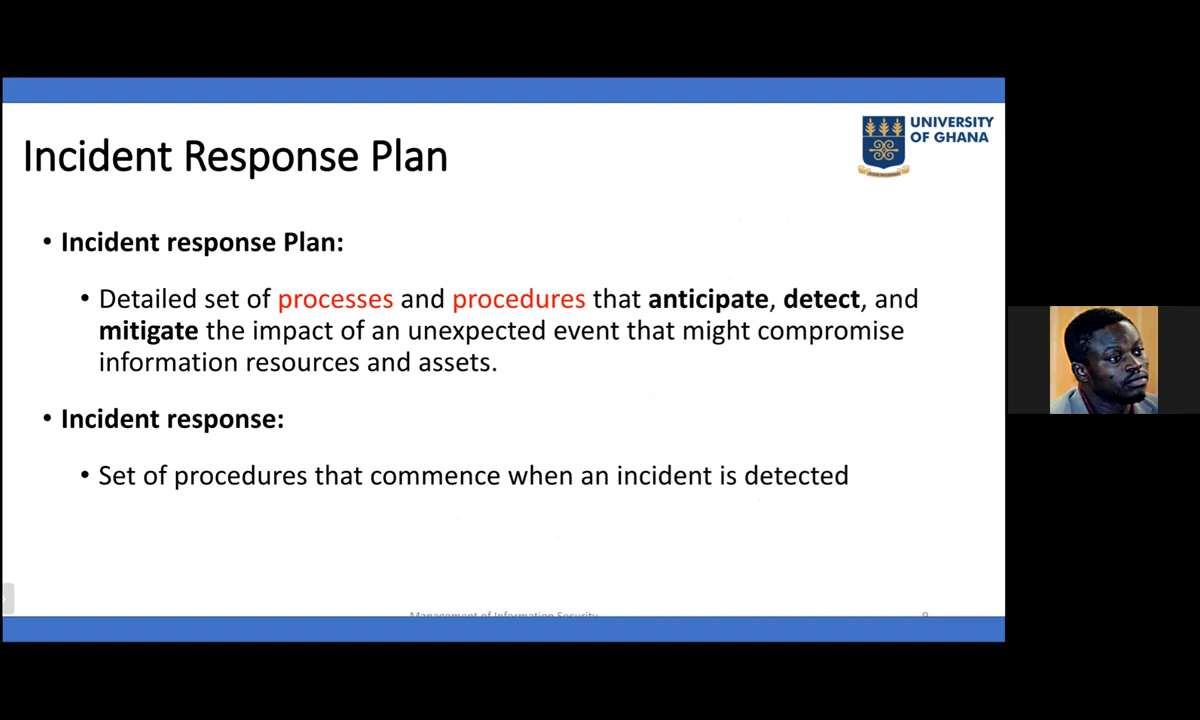 UNIVERSITY
OF GHANA
Incident Response Plan
• Incident response Plan:
• Detailed set of processes and procedures that anticipate, detect, and
mitigate the impact of an unexpected event that might compromise
information resources and assets.
• Incident response:
• Set of procedures that commence when an incident is detected
Management of Information Security
9